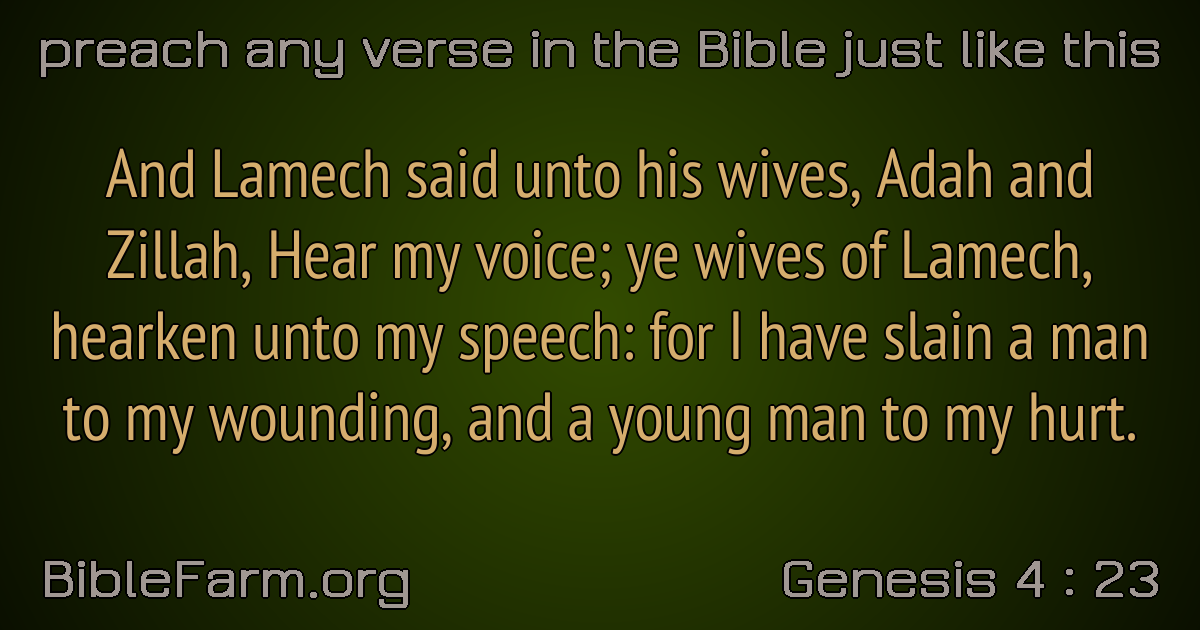 preach any verse in the Bible just like this
And Lamech said unto his wives, Adah and
Zillah, Hear my voice; ye wives of Lamech,
hearken unto my speech: for I have slain a man
to my wounding, and a young man to my hurt.
BibleFarm.org
Genesis 4 : 23